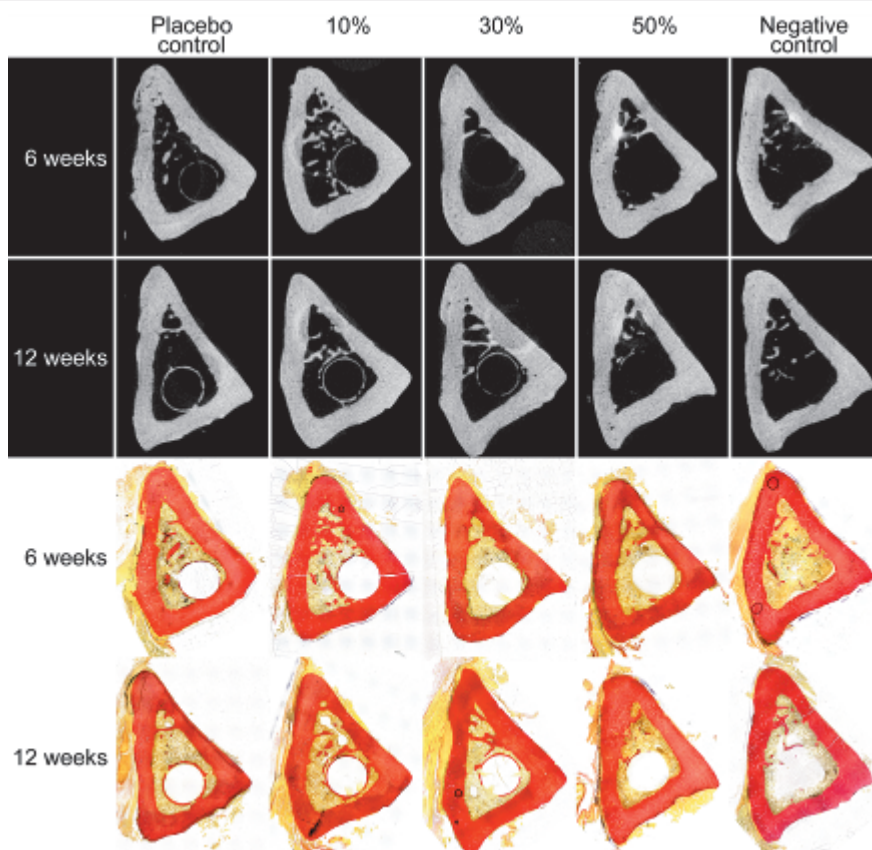 Placebo control
10%
30%
50%
Negative control
6 weeks
12 weeks
6 weeks
12 weeks